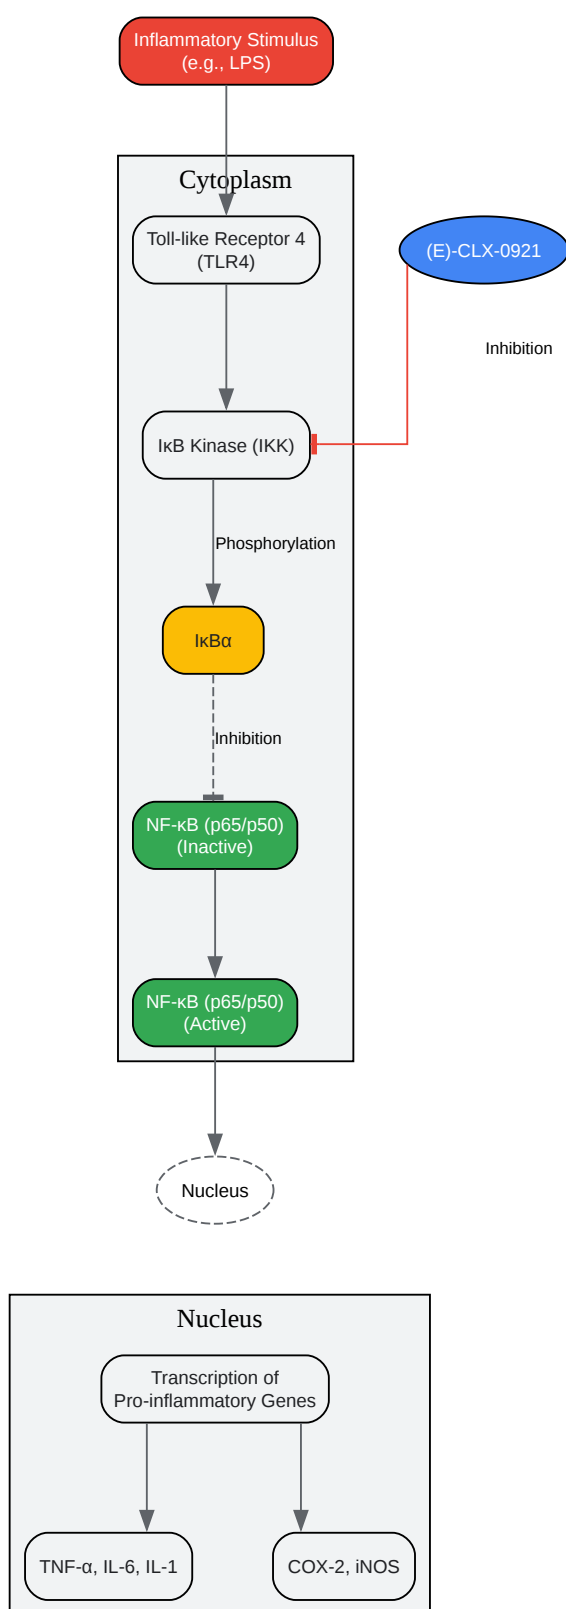 Inflammatory Stimulus
(e.g., LPS)
Cytoplasm
Toll-like Receptor 4
(TLR4)
(E)-CLX-0921
Inhibition
IκB Kinase (IKK)
Phosphorylation
IκBα
Inhibition
NF-κB (p65/p50)
(Inactive)
NF-κB (p65/p50)
(Active)
Nucleus
Nucleus
Transcription of
Pro-inflammatory Genes
TNF-α, IL-6, IL-1
COX-2, iNOS